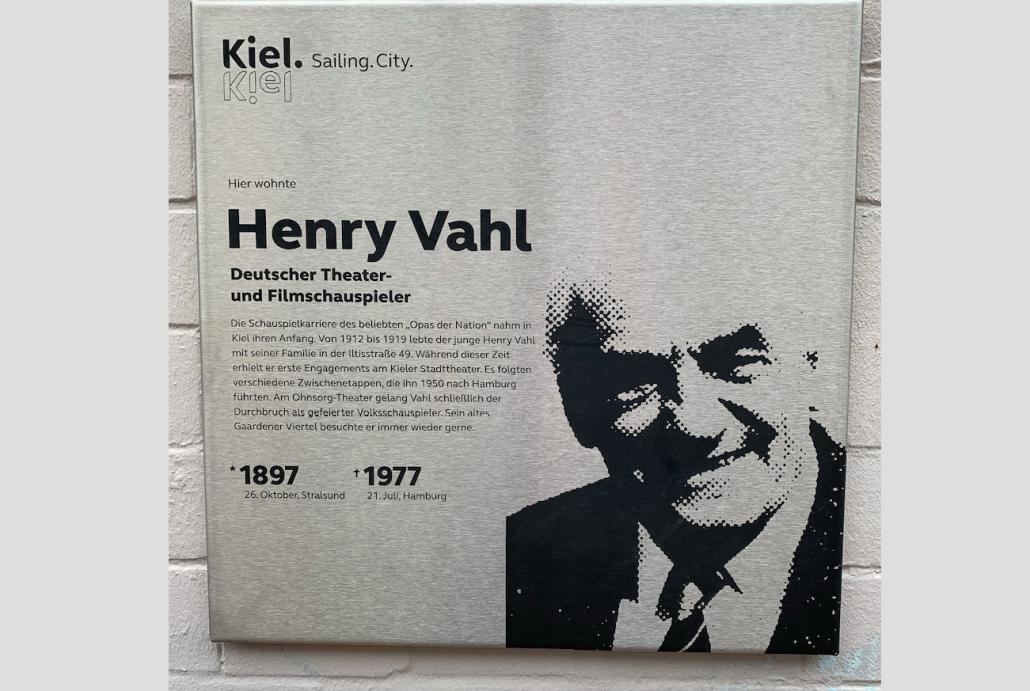 Kiel. Sailing.City.
Kiel
Hier wohnte
Henry Vahl
Deutscher Theater-
und Filmschauspieler
Die Schauspielkarriere des beliebten „Opas der Nation“ nahm in
Kiel ihren Anfang. Von 1912 bis 1919 lebte der junge Henry Vahl
mit seiner Familie in der Iltisstraße 49. Während dieser Zeit
erhielt er erste Engagements am Kieler Stadttheater. Es folgten
verschiedene Zwischenetappen, die ihn 1950 nach Hamburg
führten. Am Ohnsorg-Theater gelang Vahl schließlich der
Durchbruch als gefeierter Volksschauspieler. Sein altes
Gaardener Viertel besuchte er immer wieder gerne.
* 1897 † 1977
26. Oktober, Stralsund 21. Juli, Hamburg